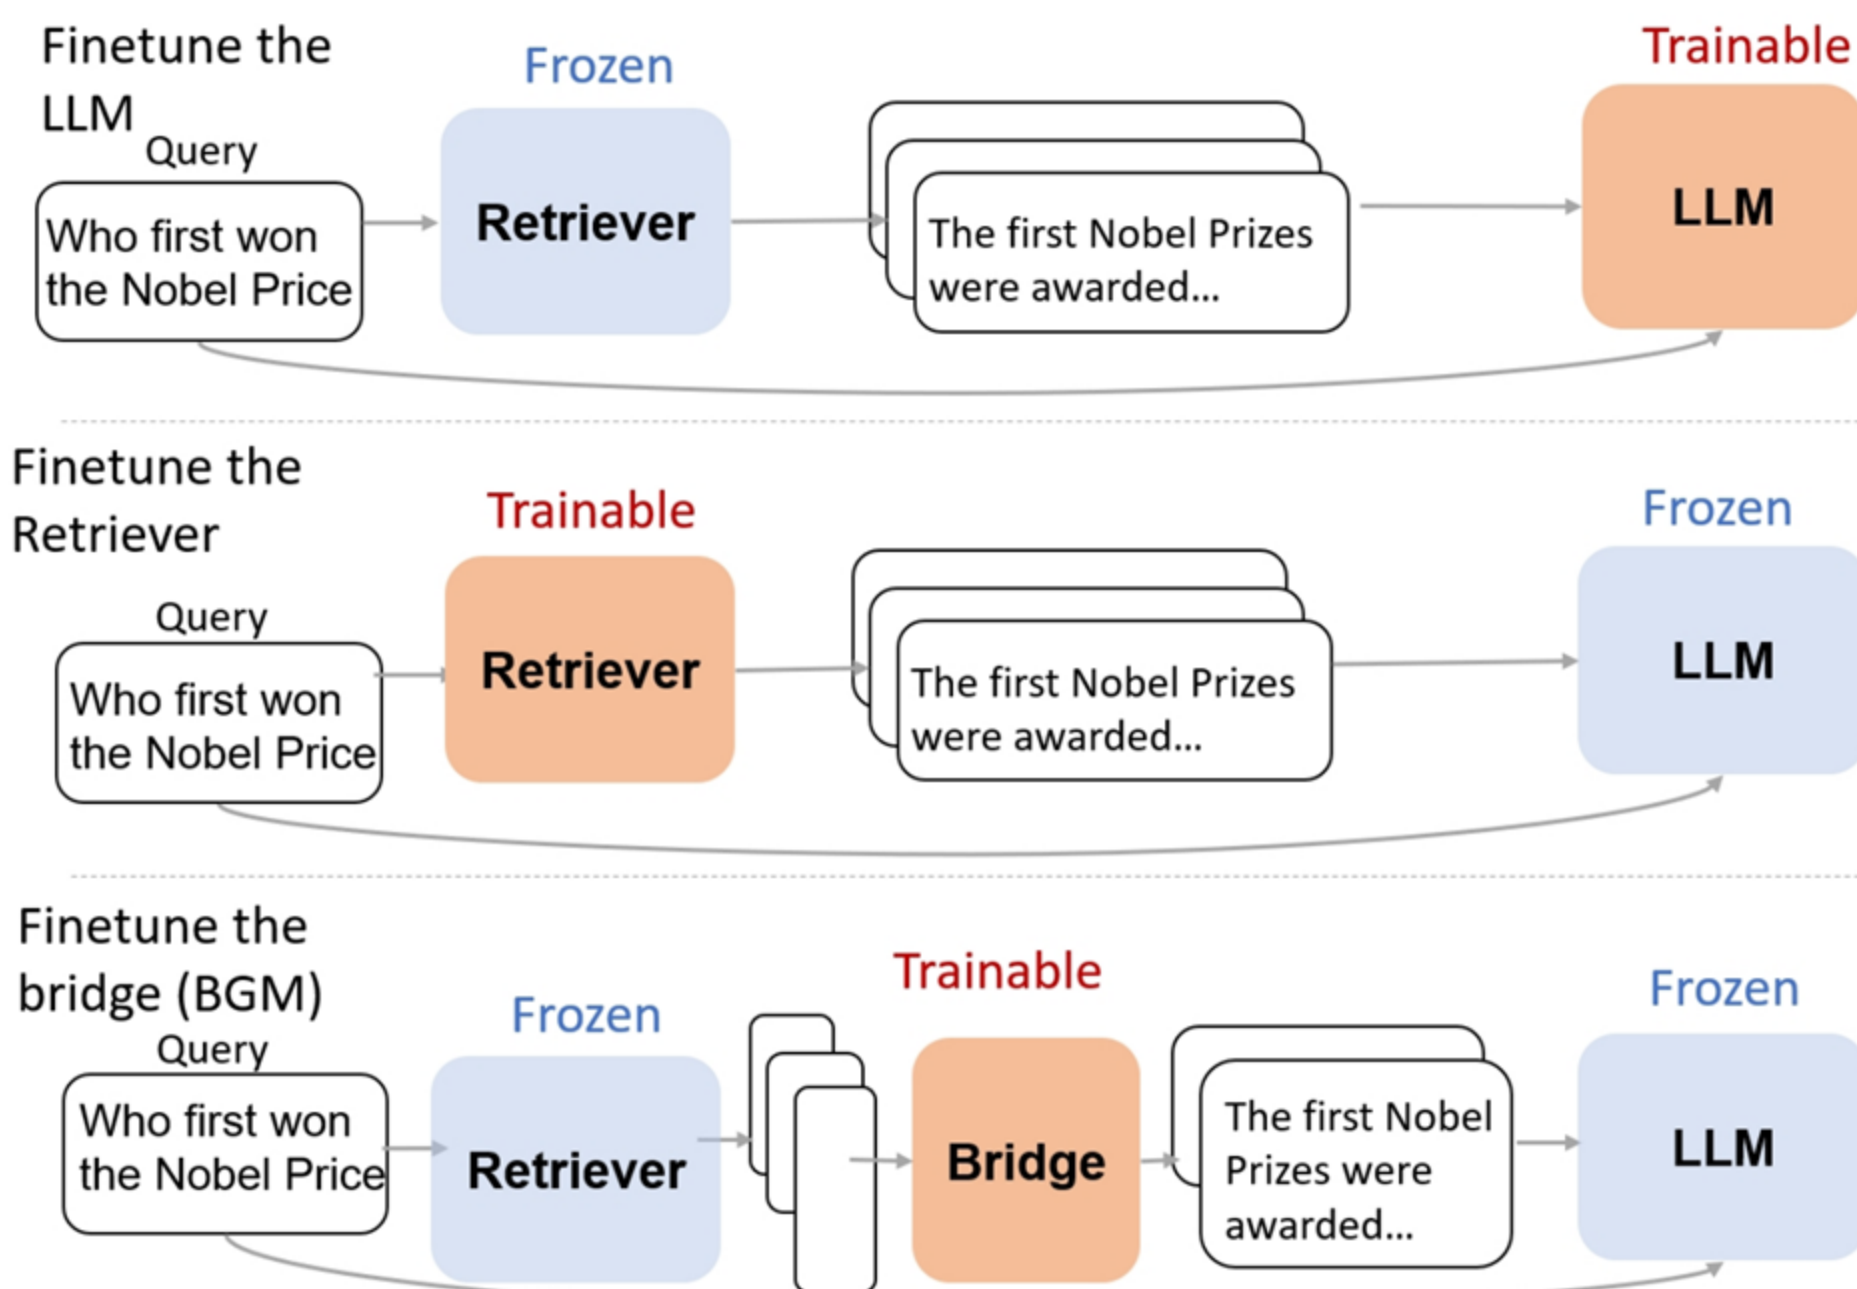 Finetune the
LLM
Frozen
Trainable
Query
Who first won
the Nobel Price
Retriever
The first Nobel Prizes
were awarded...
LLM
Finetune the
Retriever
Trainable
Frozen
Query
Who first won
the Nobel Price
Retriever
The first Nobel Prizes
were awarded...
LLM
Finetune the
bridge (BGM)
Frozen
Trainable
Frozen
Query
Who first won
the Nobel Price
Retriever
Bridge
The first Nobel
Prizes were
awarded...
LLM